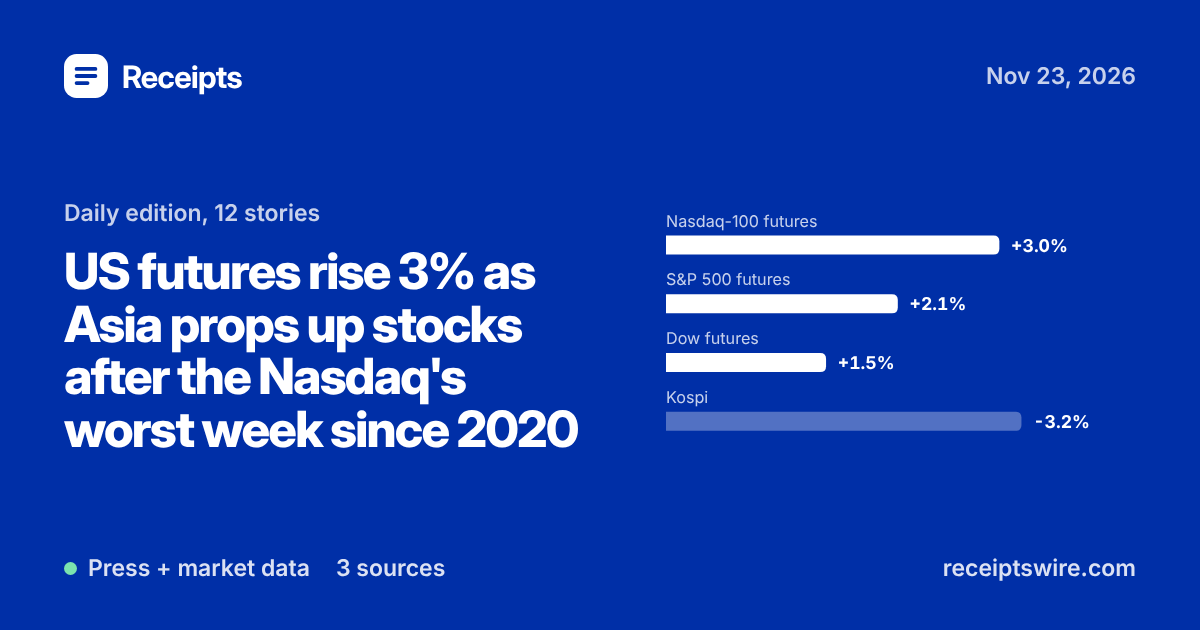 Receipts
Nov 23, 2026
Daily edition, 12 stories
US futures rise 3% as
Asia props up stocks
after the Nasdaq's
worst week since 2020
Nasdaq-100 futures
+3.0%
S&P 500 futures
+2.1%
Dow futures
+1.5%
Kospi
-3.2%
Press + market data
3 sources
receiptswire.com